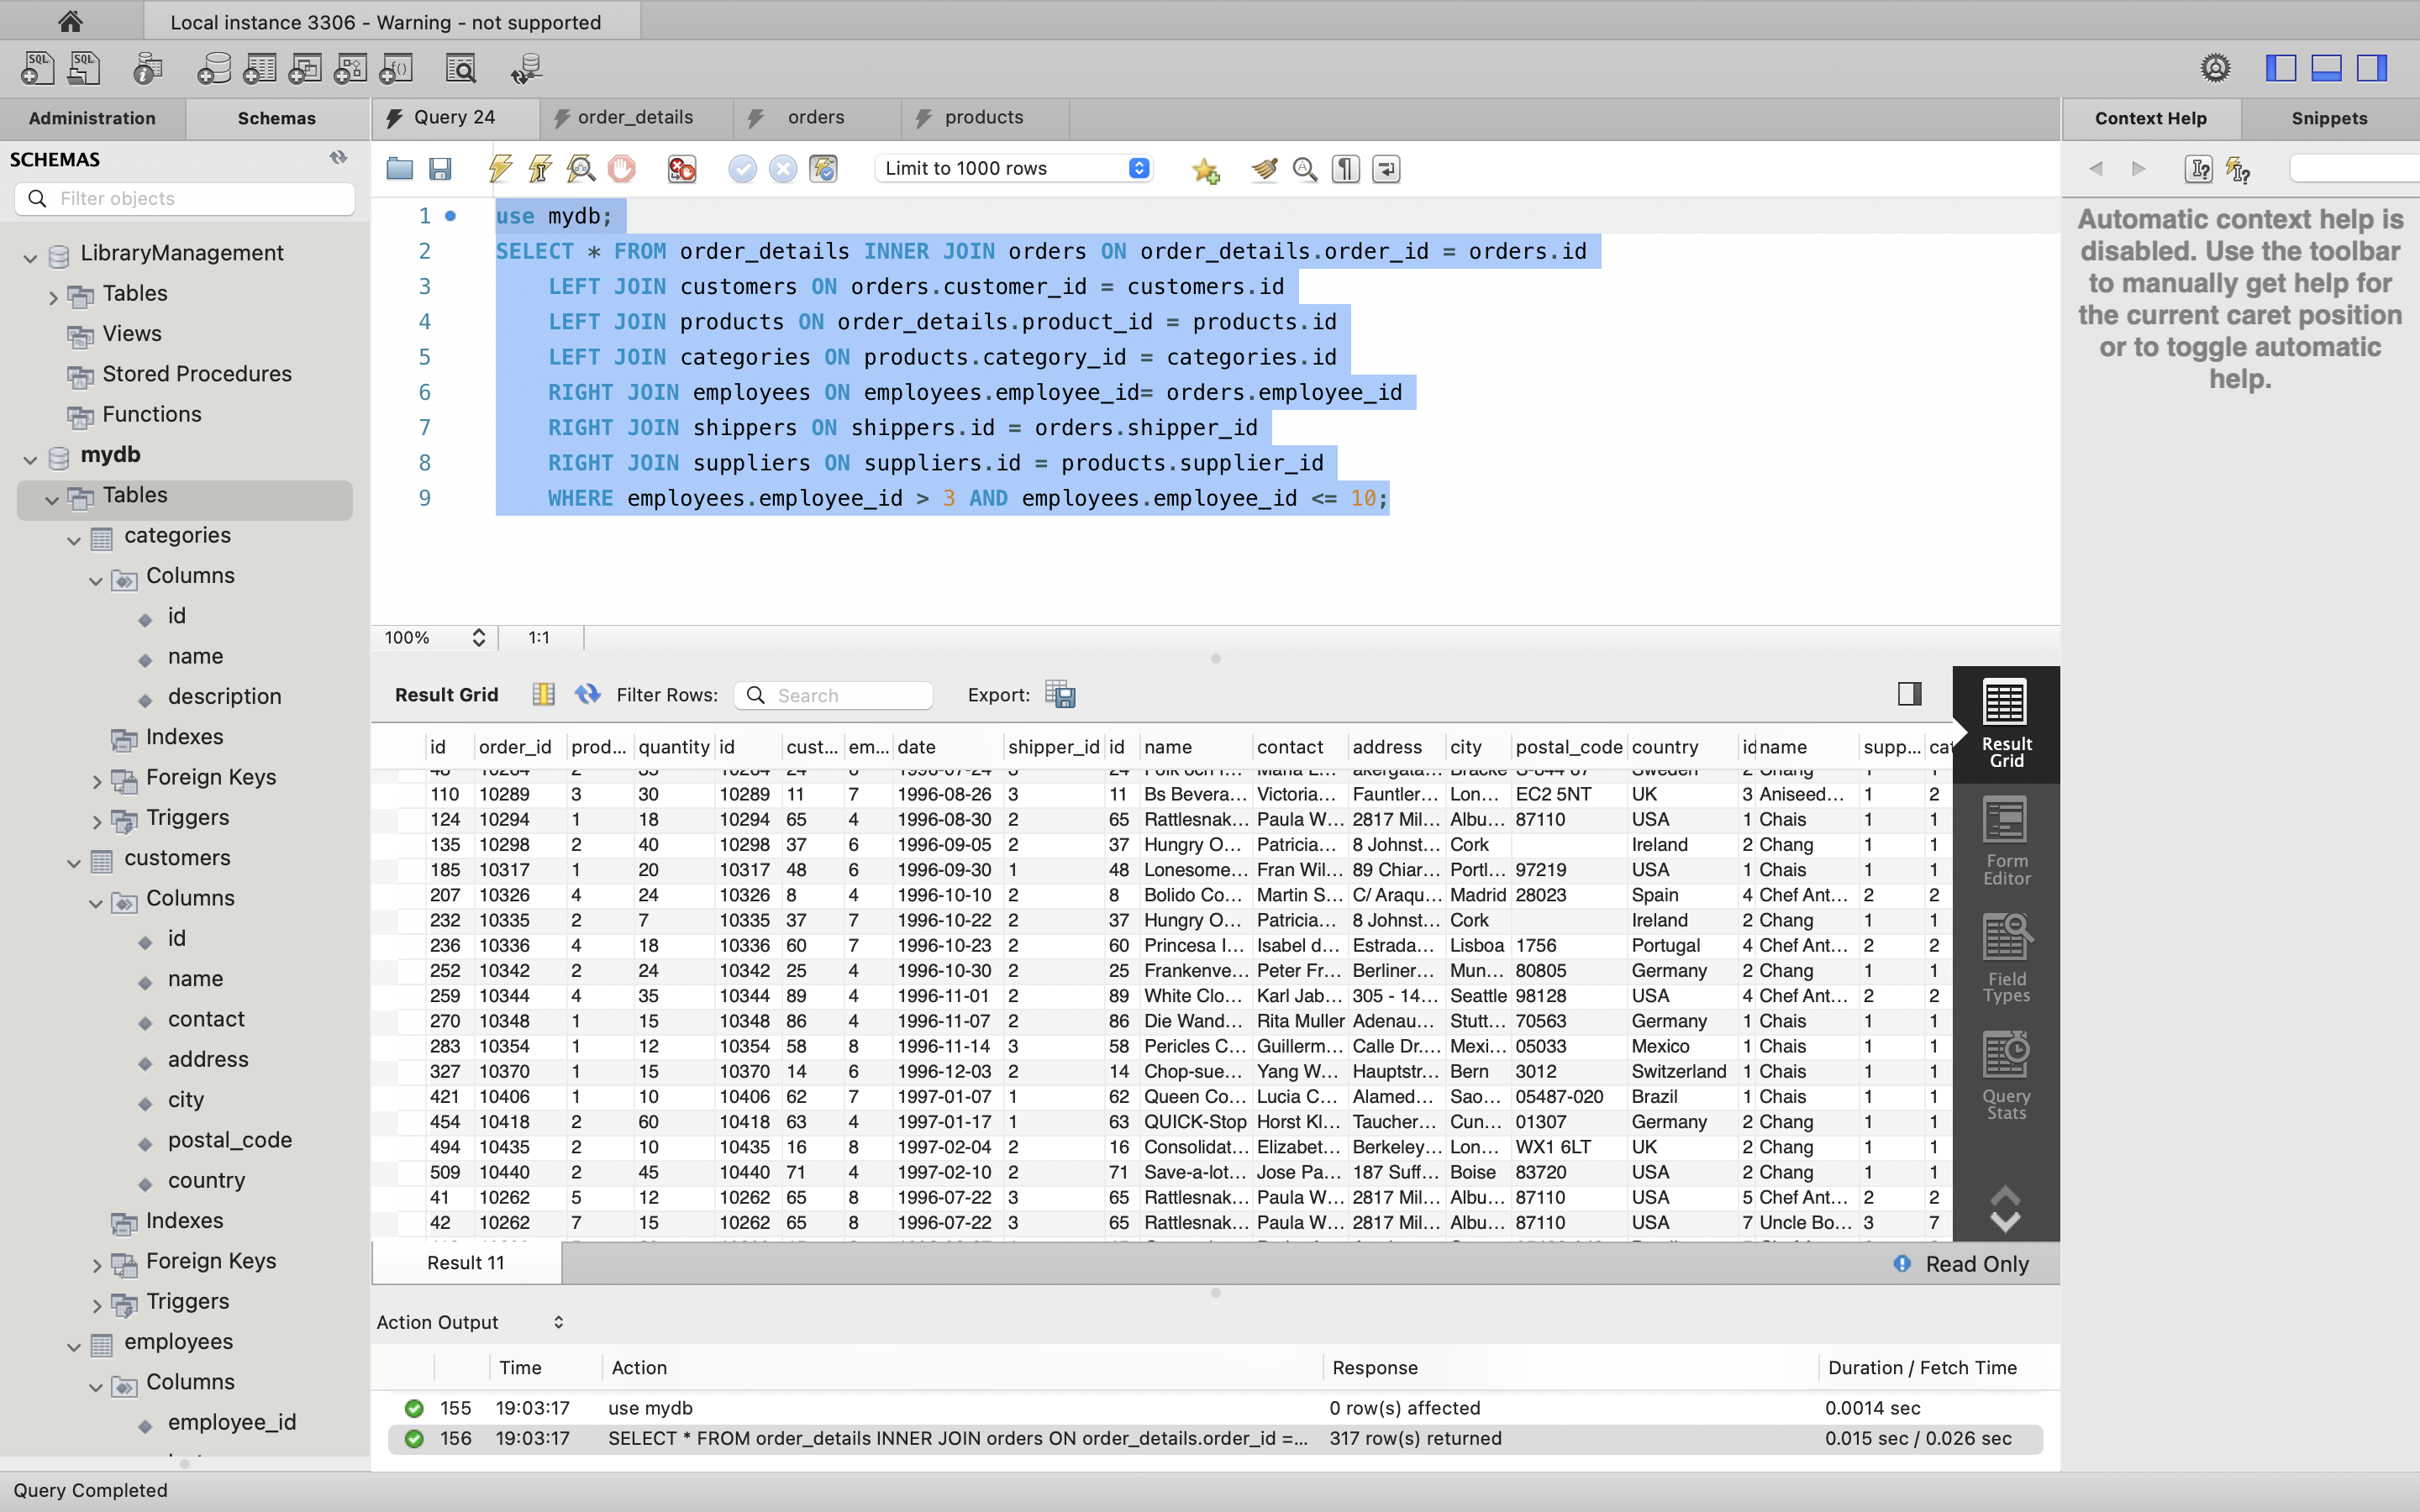 Local instance 3306 - Warning - not supported
Administration Schemas Query 24 order_details orders products Context Help Snippets
SCHEMAS
Filter objects
LibraryManagement
Tables
Views
Stored Procedures
Functions
mydb
Tables
categories
Columns
id
name
description
Indexes
Foreign Keys
Triggers
customers
Columns
id
name
contact
address
city
postal_code
country
Indexes
Foreign Keys
Triggers
employees
Columns
employee_id
Limit to 1000 rows
1 use mydb;
2 SELECT * FROM order_details INNER JOIN orders ON order_details.order_id = orders.id
3 LEFT JOIN customers ON orders.customer_id = customers.id
4 LEFT JOIN products ON order_details.product_id = products.id
5 LEFT JOIN categories ON products.category_id = categories.id
6 RIGHT JOIN employees ON employees.employee_id= orders.employee_id
7 RIGHT JOIN shippers ON shippers.id = orders.shipper_id
8 RIGHT JOIN suppliers ON suppliers.id = products.supplier_id
9 WHERE employees.employee_id > 3 AND employees.employee_id <= 10;
100% 1:1
Result Grid Filter Rows: Search Export:
id order_id prod... quantity id cust... em... date shipper_id id name contact address city postal_code country id name supp... cat
110 10289 3 30 10289 11 7 1996-08-26 3 11 Bs Bevera... Victoria... Fauntler... Lon... EC2 5NT UK 3 Aniseed... 1 2
124 10294 1 18 10294 65 4 1996-08-30 2 65 Rattlesnak... Paula W... 2817 Mil... Albu... 87110 USA 1 Chais 1 1
135 10298 2 40 10298 37 6 1996-09-05 2 37 Hungry O... Patricia... 8 Johnst... Cork Ireland 2 Chang 1 1
185 10317 1 20 10317 48 6 1996-09-30 1 48 Lonesome... Fran Wil... 89 Chiar... Portl... 97219 USA 1 Chais 1 1
207 10326 4 24 10326 8 4 1996-10-10 2 8 Bolido Co... Martin S... C/ Araqu... Madrid 28023 Spain 4 Chef Ant... 2 2
232 10335 2 7 10335 37 7 1996-10-22 2 37 Hungry O... Patricia... 8 Johnst... Cork Ireland 2 Chang 1 1
236 10336 4 18 10336 60 7 1996-10-23 2 60 Princesa I... Isabel d... Estrada... Lisboa 1756 Portugal 4 Chef Ant... 2 2
252 10342 2 24 10342 25 4 1996-10-30 2 25 Frankenve... Peter Fr... Berliner... Mun... 80805 Germany 2 Chang 1 1
259 10344 4 35 10344 89 4 1996-11-01 2 89 White Clo... Karl Jab... 305 - 14... Seattle 98128 USA 4 Chef Ant... 2 2
270 10348 1 15 10348 86 4 1996-11-07 2 86 Die Wand... Rita Muller Adenau... Stutt... 70563 Germany 1 Chais 1 1
283 10354 1 12 10354 58 8 1996-11-14 3 58 Pericles C... Guillerm... Calle Dr.... Mexi... 05033 Mexico 1 Chais 1 1
327 10370 1 15 10370 14 6 1996-12-03 2 14 Chop-sue... Yang W... Hauptstr... Bern 3012 Switzerland 1 Chais 1 1
421 10406 1 10 10406 62 7 1997-01-07 1 62 Queen Co... Lucia C... Alamed... Sao... 05487-020 Brazil 1 Chais 1 1
454 10418 2 60 10418 63 4 1997-01-17 1 63 QUICK-Stop Horst Kl... Taucher... Cun... 01307 Germany 2 Chang 1 1
494 10435 2 10 10435 16 8 1997-02-04 2 16 Consolidat... Elizabet... Berkeley... Lon... WX1 6LT UK 2 Chang 1 1
509 10440 2 45 10440 71 4 1997-02-10 2 71 Save-a-lot... Jose Pa... 187 Suff... Boise 83720 USA 2 Chang 1 1
41 10262 5 12 10262 65 8 1996-07-22 3 65 Rattlesnak... Paula W... 2817 Mil... Albu... 87110 USA 5 Chef Ant... 2 2
42 10262 7 15 10262 65 8 1996-07-22 3 65 Rattlesnak... Paula W... 2817 Mil... Albu... 87110 USA 7 Uncle Bo... 3 7
Result
Grid
Form
Editor
Field
Types
Query
Stats
Result 11 Read Only
Action Output
Time Action Response Duration / Fetch Time
155 19:03:17 use mydb 0 row(s) affected 0.0014 sec
156 19:03:17 SELECT * FROM order_details INNER JOIN orders ON order_details.order_id =... 317 row(s) returned 0.015 sec / 0.026 sec
Automatic context help is
disabled. Use the toolbar
to manually get help for
the current caret position
or to toggle automatic
help.
Query Completed